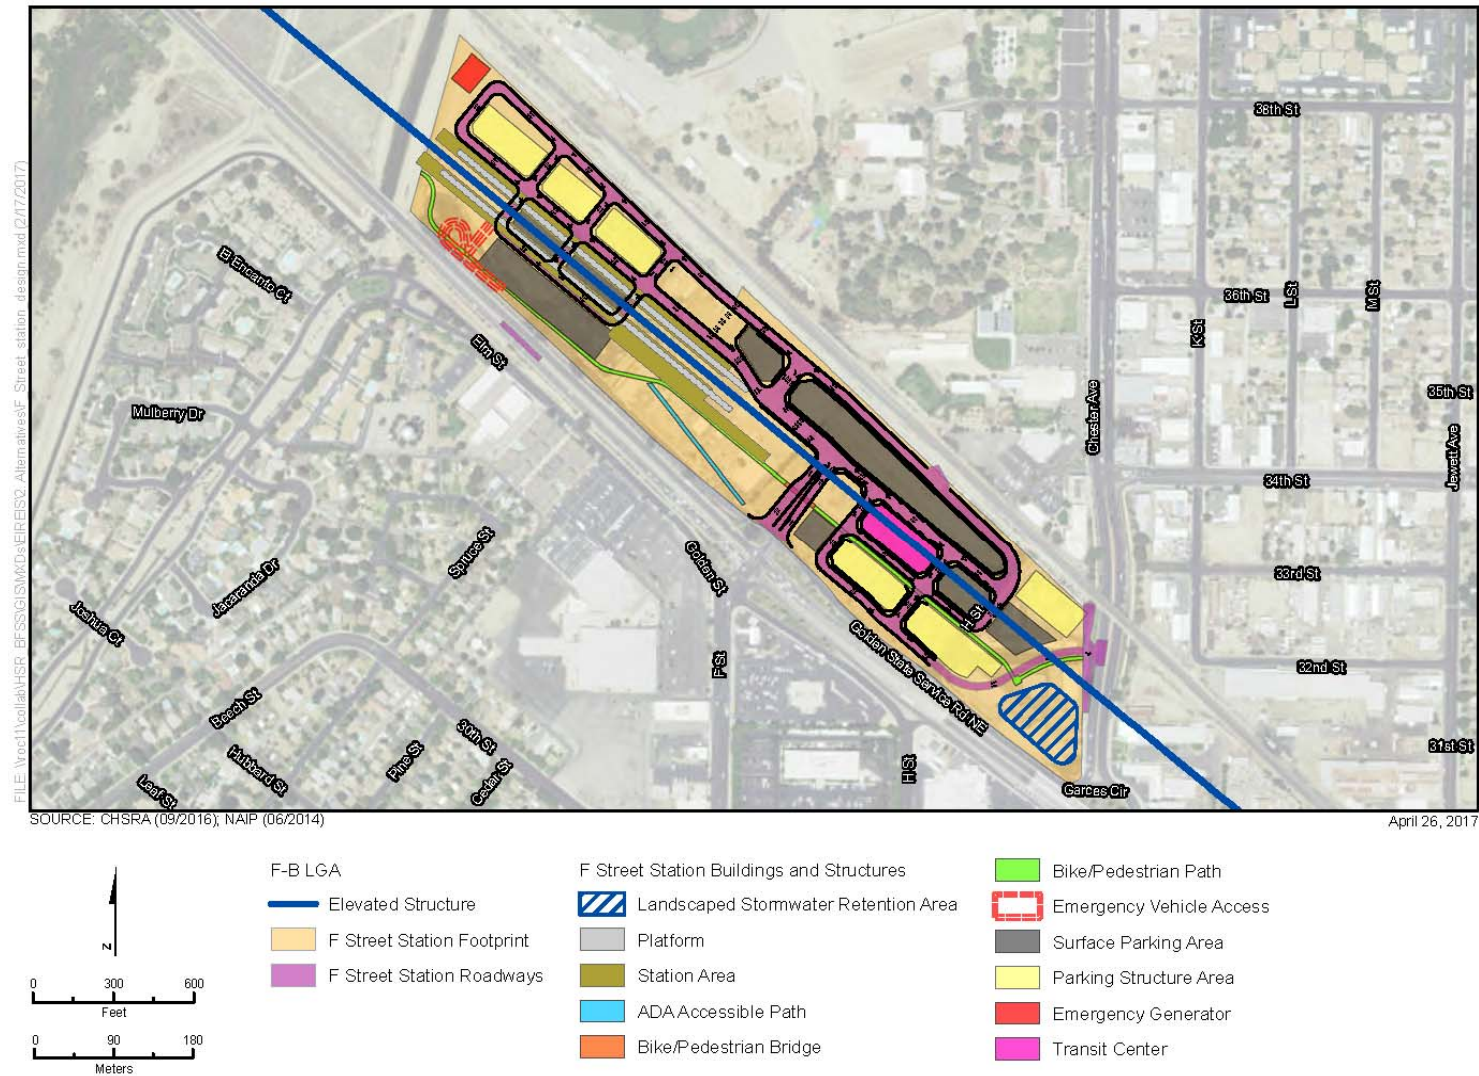 38th St
El Encanto Ct
36th St
L St
M St
K St
Elm St
Mulberry Dr
35th St
Chester Ave
Jewett Ave
34th St
Spruce St
Golden St
Jacaranda Dr
33rd St
Joshua Ct
H St
F St
Golden State Service Rd NE
32nd St
Beech St
30th St
Hubbard St
Pine St
Cedar St
Leaf St
H St
31st St
Garces Cir
SOURCE: CHSRA (09/2016); NAIP (06/2014)
April 26, 2017
N
0 300 600
Feet
0 90 180
Meters
F-B LGA
Elevated Structure
F Street Station Footprint
F Street Station Roadways
F Street Station Buildings and Structures
Landscaped Stormwater Retention Area
Platform
Station Area
ADA Accessible Path
Bike/Pedestrian Bridge
Bike/Pedestrian Path
Emergency Vehicle Access
Surface Parking Area
Parking Structure Area
Emergency Generator
Transit Center